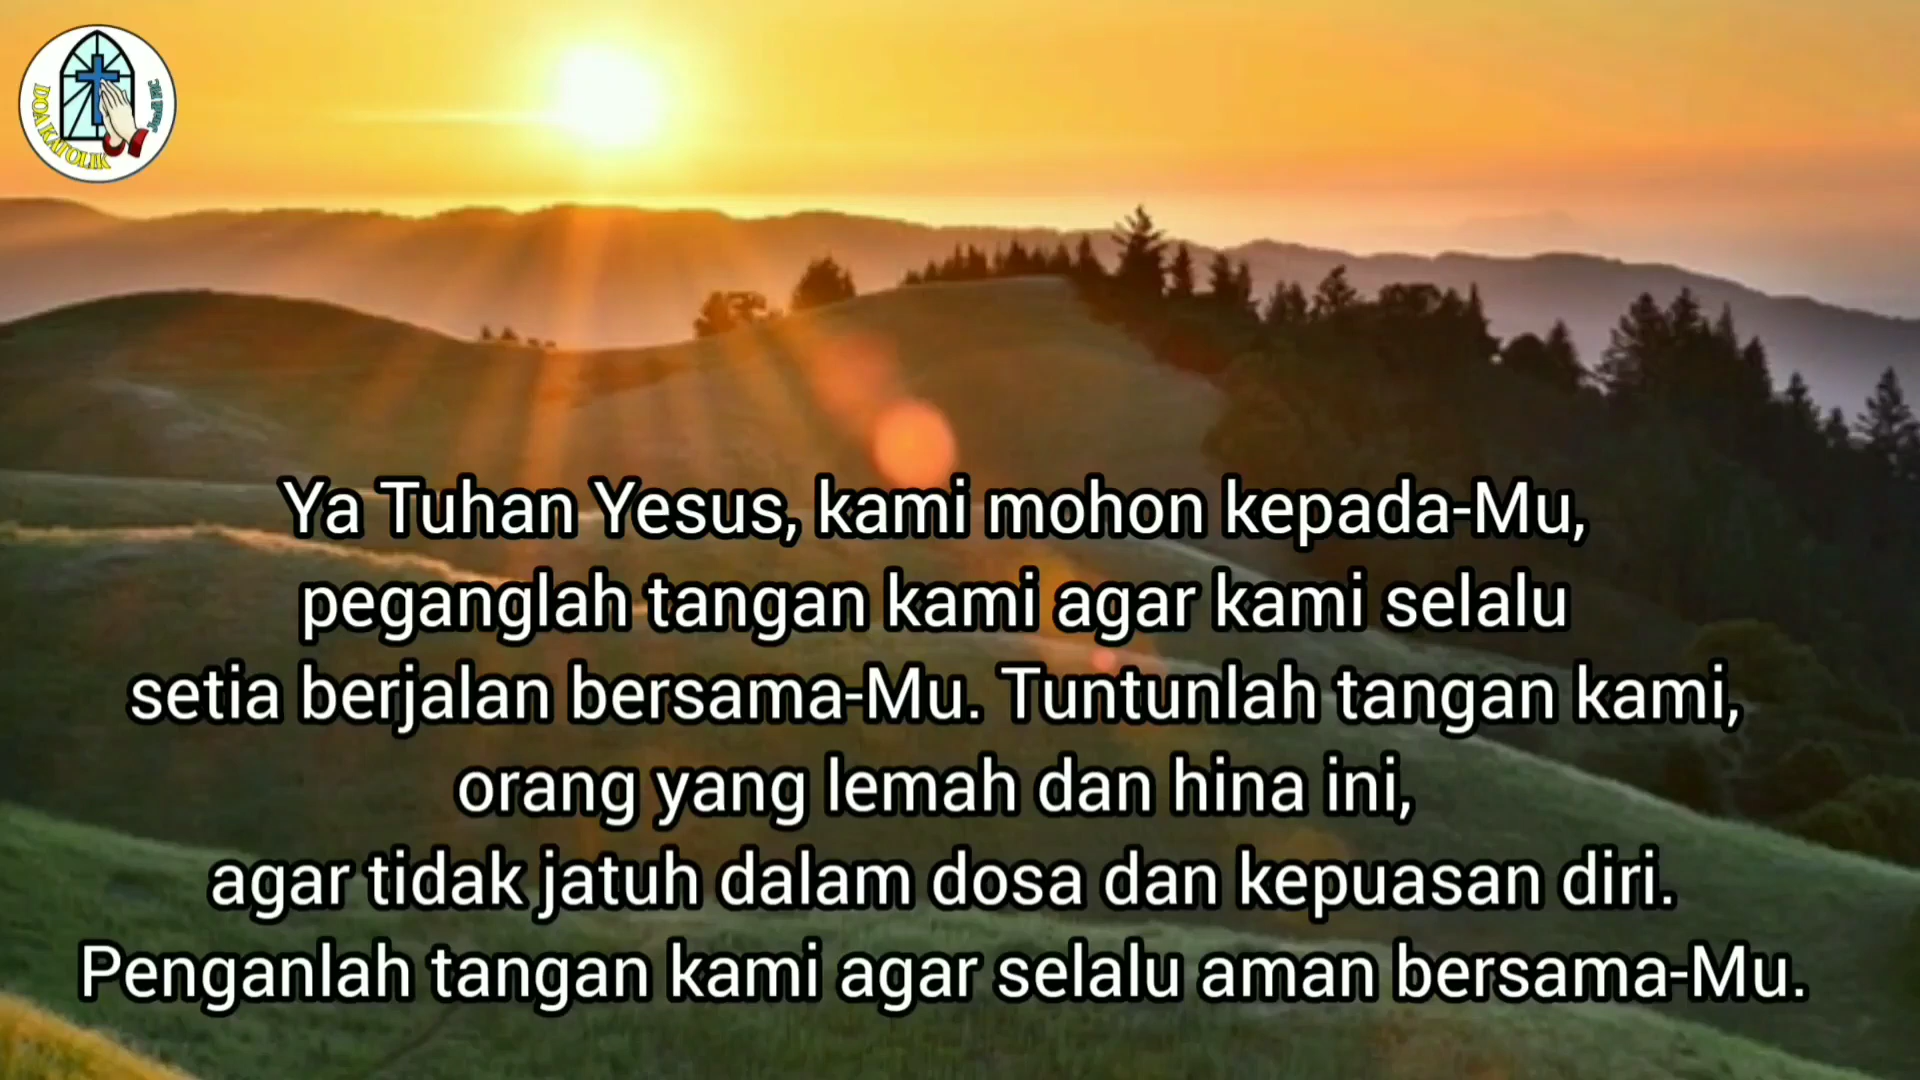 DOA KATOLIK
Ya Tuhan Yesus, kami mohon kepada-Mu,
peganglah tangan kami agar kami selalu
setia berjalan bersama-Mu. Tuntunlah tangan kami,
orang yang lemah dan hina ini,
agar tidak jatuh dalam dosa dan kepuasan diri.
Penganlah tangan kami agar selalu aman bersama-Mu.